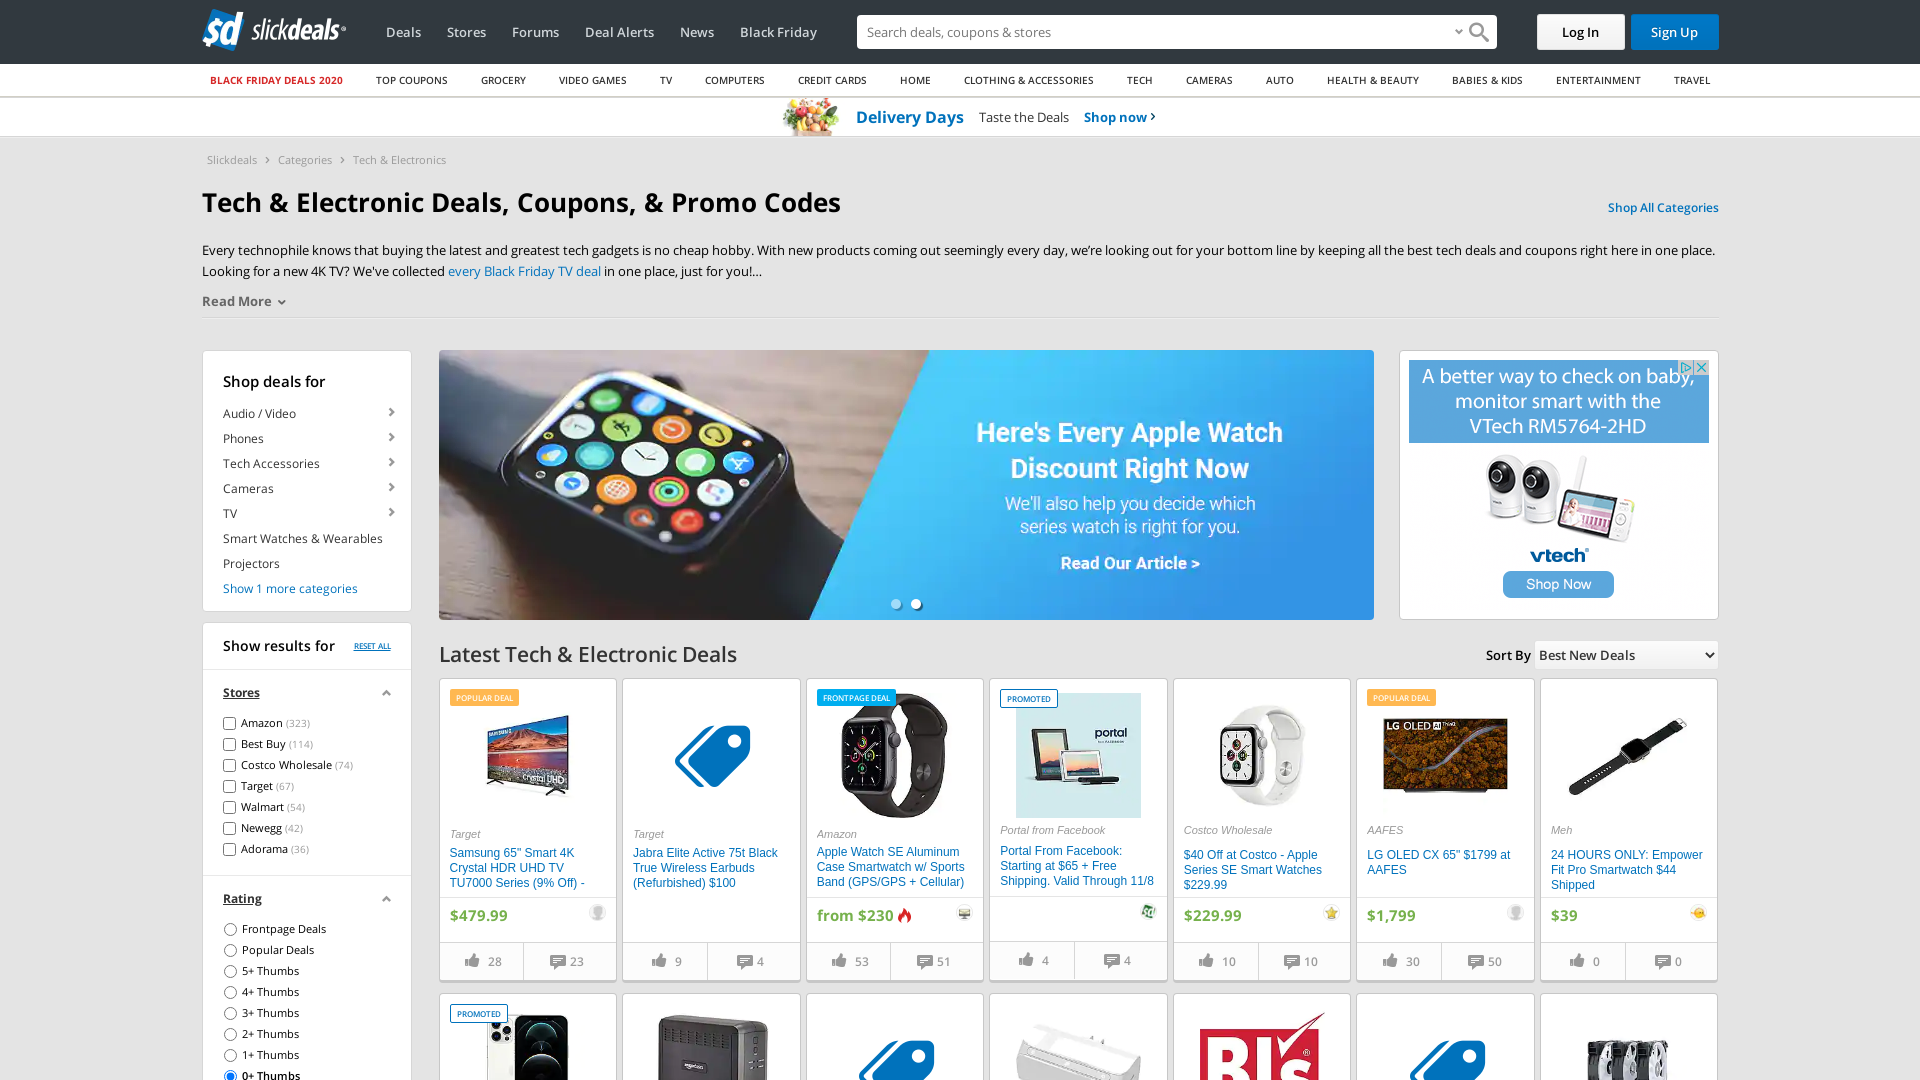 slickdeals
Deals Stores Forums Deal Alerts News Black Friday
Search deals, coupons & stores
Log In
Sign Up
BLACK FRIDAY DEALS 2020 TOP COUPONS GROCERY VIDEO GAMES TV COMPUTERS CREDIT CARDS HOME CLOTHING & ACCESSORIES TECH CAMERAS AUTO HEALTH & BEAUTY BABIES & KIDS ENTERTAINMENT TRAVEL
Delivery Days Taste the Deals Shop now
Slickdeals > Categories > Tech & Electronics
Tech & Electronic Deals, Coupons, & Promo Codes
Shop All Categories
Every technophile knows that buying the latest and greatest tech gadgets is no cheap hobby. With new products coming out seemingly every day, we’re looking out for your bottom line by keeping all the best tech deals and coupons right here in one place.
Looking for a new 4K TV? We've collected every Black Friday TV deal in one place, just for you!…
Read More
Shop deals for
Audio / Video
Phones
Tech Accessories
Cameras
TV
Smart Watches & Wearables
Projectors
Show 1 more categories
Here's Every Apple Watch
Discount Right Now
We'll also help you decide which
series watch is right for you.
Read Our Article >
A better way to check on baby,
monitor smart with the
VTech RM5764-2HD
vtech
Shop Now
Show results for RESET ALL
Stores
Amazon (323)
Best Buy (114)
Costco Wholesale (74)
Target (67)
Walmart (54)
Newegg (42)
Adorama (36)
Rating
Frontpage Deals
Popular Deals
5+ Thumbs
4+ Thumbs
3+ Thumbs
2+ Thumbs
1+ Thumbs
0+ Thumbs
Latest Tech & Electronic Deals
Sort By Best New Deals
POPULAR DEAL
SAMSUNG
Crystal UHD
Target
Samsung 65" Smart 4K
Crystal HDR UHD TV
TU7000 Series (9% Off) -
$479.99
28 23
Target
Jabra Elite Active 75t Black
True Wireless Earbuds
(Refurbished) $100
9 4
FRONTPAGE DEAL
Amazon
Apple Watch SE Aluminum
Case Smartwatch w/ Sports
Band (GPS/GPS + Cellular)
from $230
53 51
PROMOTED
portal
Portal from Facebook
Portal From Facebook:
Starting at $65 + Free
Shipping. Valid Through 11/8
4 4
Costco Wholesale
$40 Off at Costco - Apple
Series SE Smart Watches
$229.99
$229.99
10 10
POPULAR DEAL
LG OLED AI ThinQ
AAFES
LG OLED CX 65" $1799 at
AAFES
$1,799
30 50
Meh
24 HOURS ONLY: Empower
Fit Pro Smartwatch $44
Shipped
$39
0 0
PROMOTED
BJ's